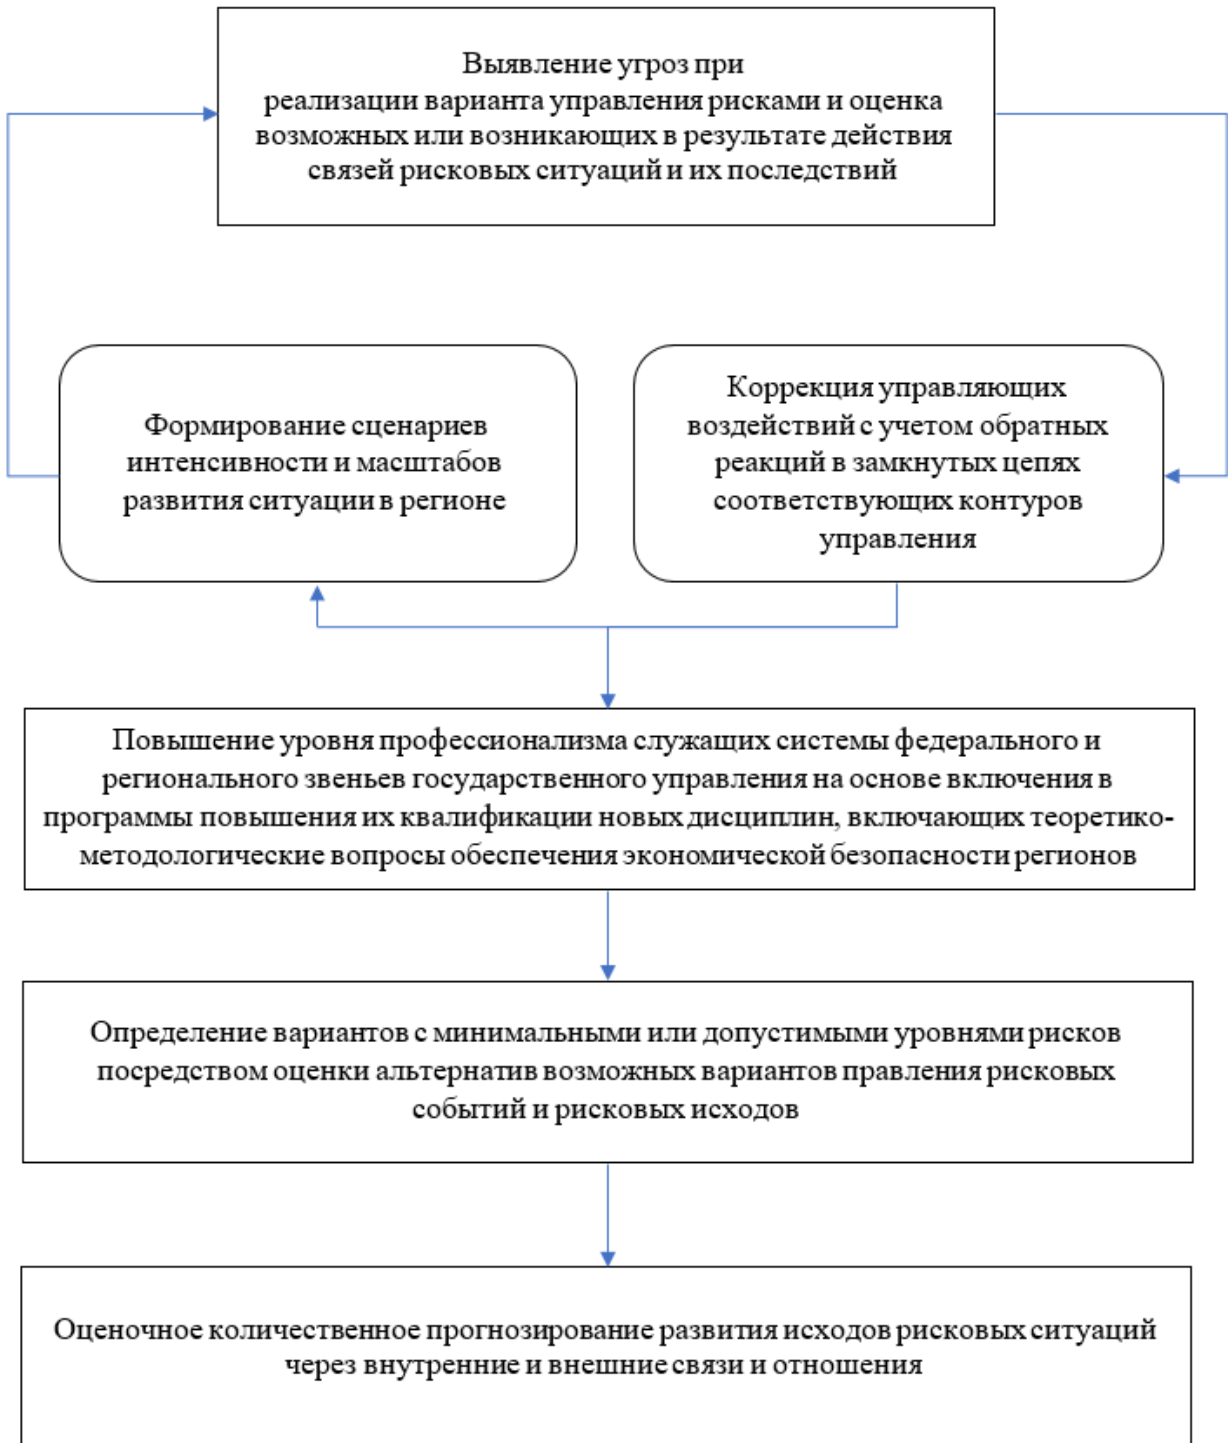 Выявление угроз при
реализации варианта управления рисками и оценка
возможных или возникающих в результате действия
связей рисковых ситуаций и их последствий
Формирование сценариев
интенсивности и масштабов
развития ситуации в регионе
Коррекция управляющих
воздействий с учетом обратных
реакций в замкнутых цепях
соответствующих контуров
управления
Повышение уровня профессионализма служащих системы федерального и
регионального звеньев государственного управления на основе включения в
программы повышения их квалификации новых дисциплин, включающих теоретико-
методологические вопросы обеспечения экономической безопасности регионов
Определение вариантов с минимальными или допустимыми уровнями рисков
посредством оценки альтернатив возможных вариантов правления рисковых
событий и рисковых исходов
Оценочное количественное прогнозирование развития исходов рисковых ситуаций
через внутренние и внешние связи и отношения